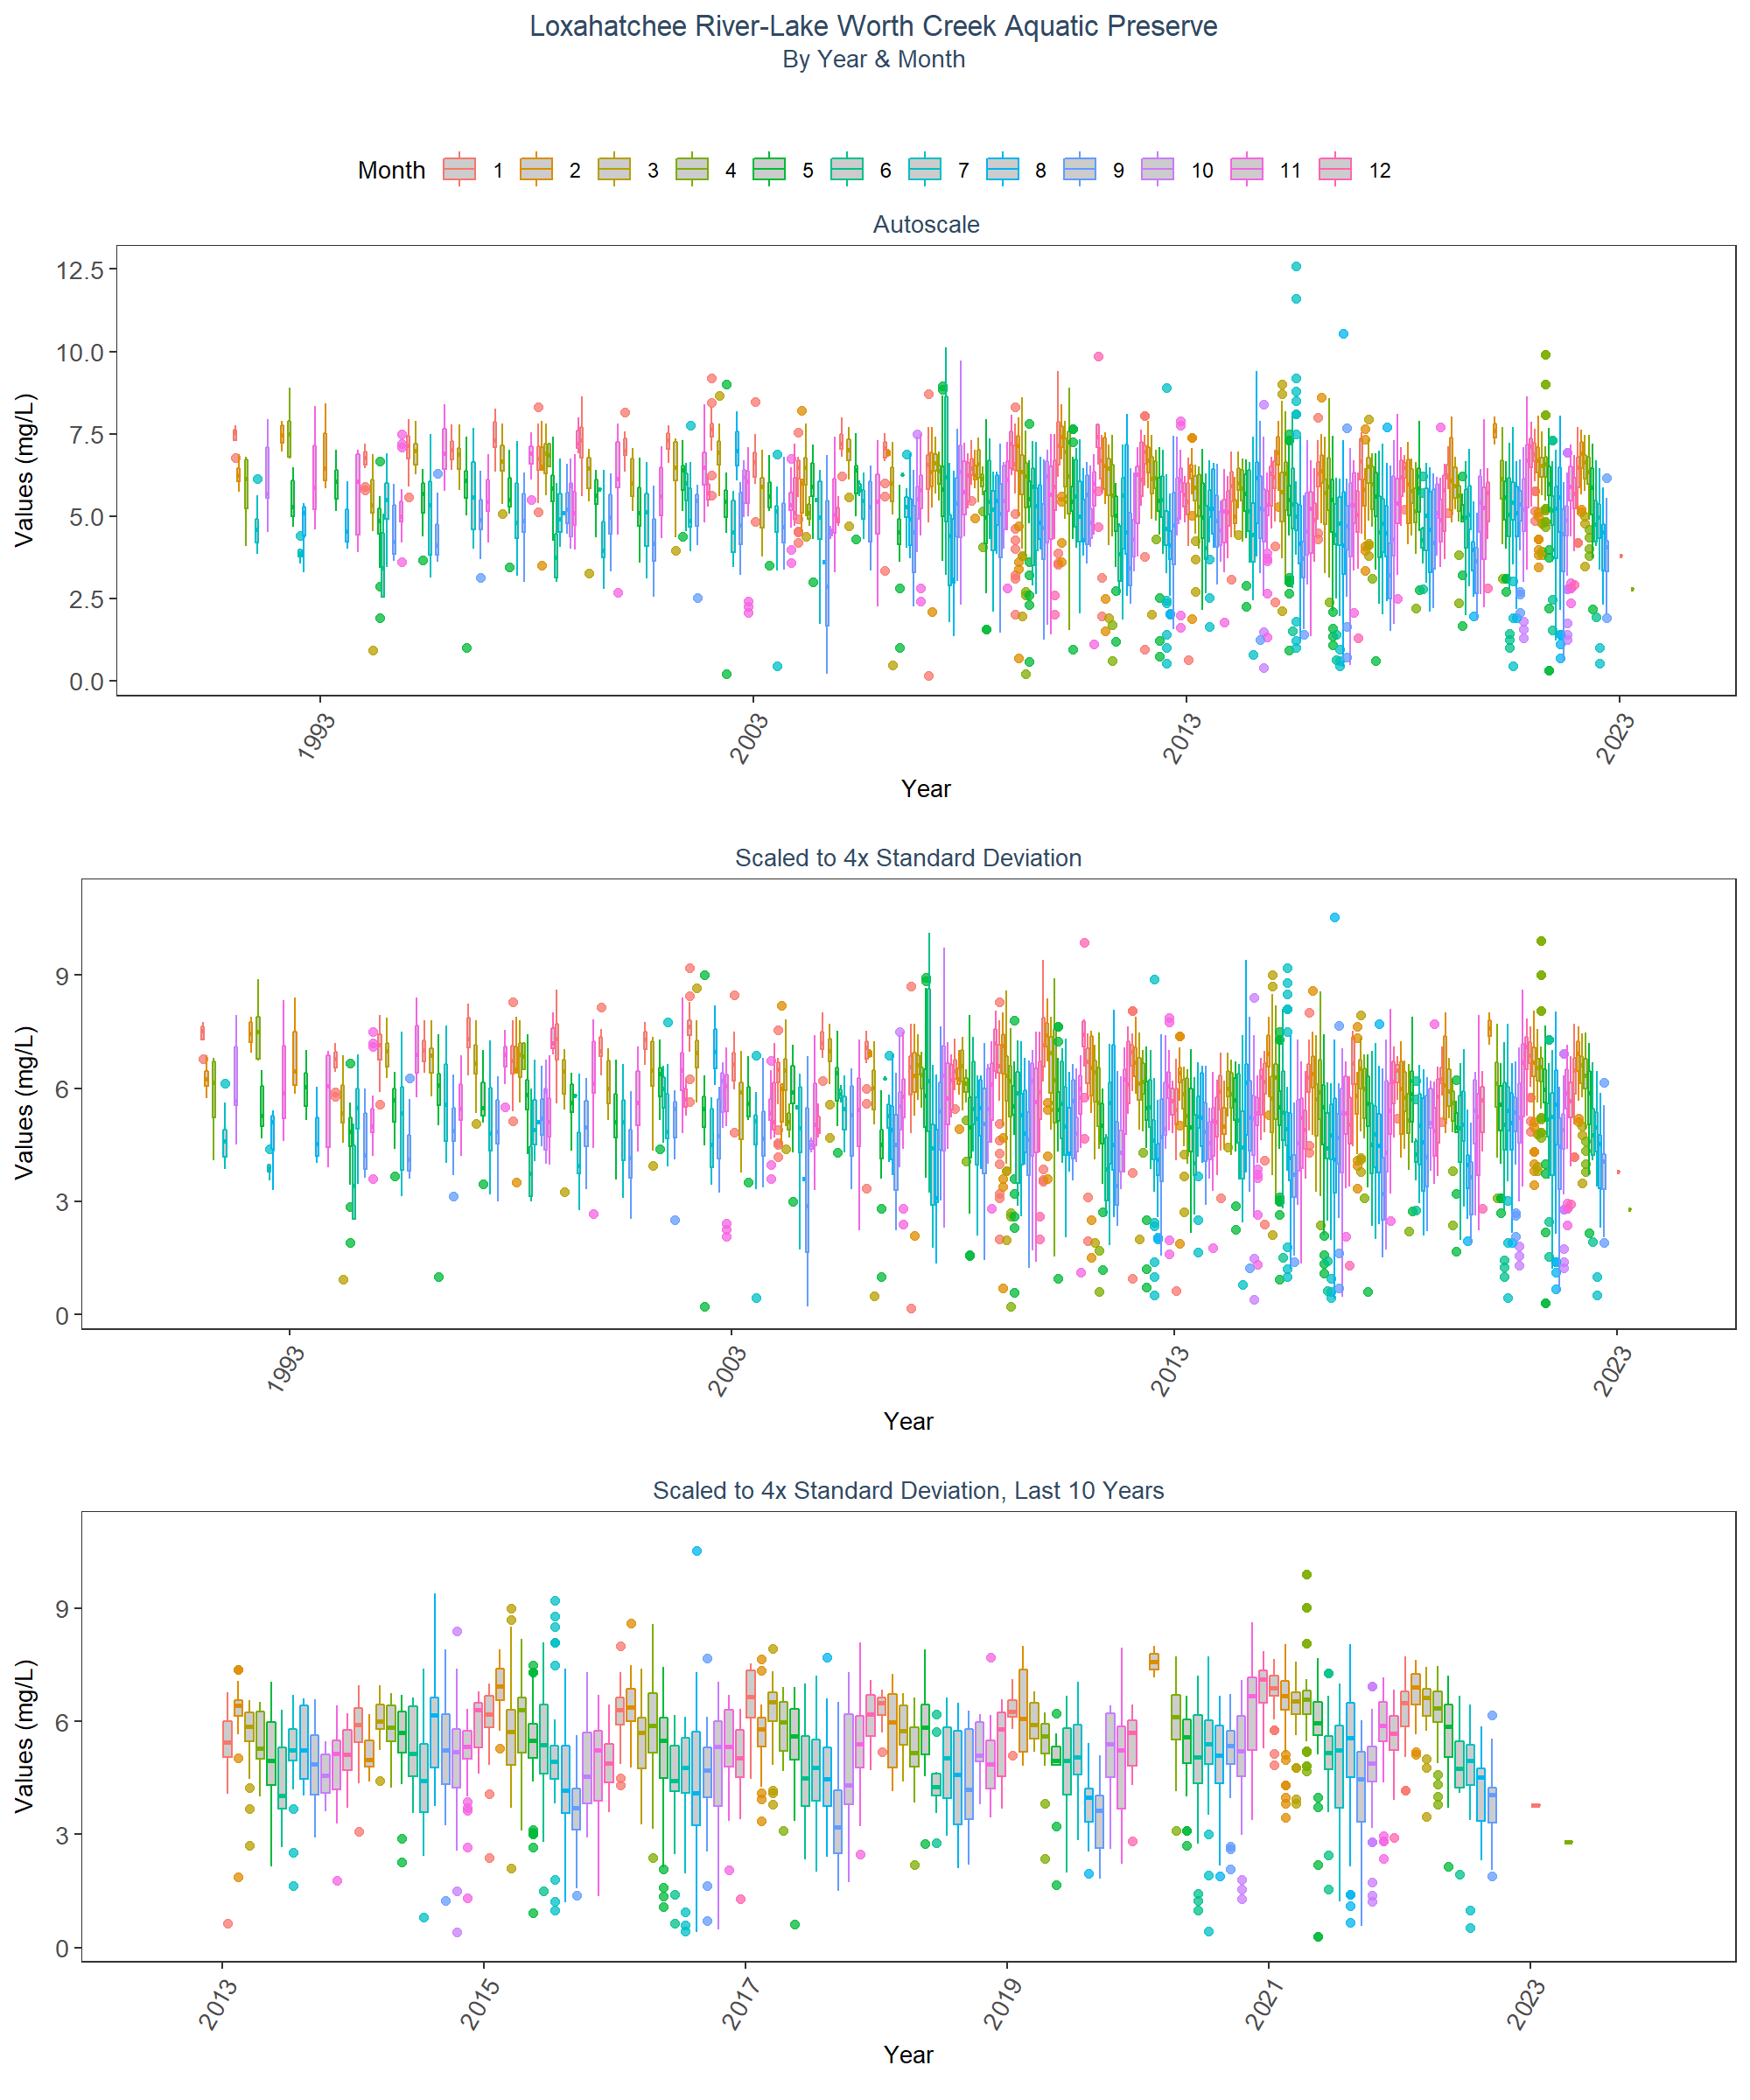 Loxahatchee River-Lake Worth Creek Aquatic Preserve
By Year & Month
Month 1 2 3 4 5 6 7 8 9 10 11 12
Autoscale
Values (mg/L)
12.5
10.0
7.5
5.0
2.5
0.0
1993 2003 2013 2023
Year
Scaled to 4x Standard Deviation
Values (mg/L)
9
6
3
0
1993 2003 2013 2023
Year
Scaled to 4x Standard Deviation, Last 10 Years
Values (mg/L)
9
6
3
0
2013 2015 2017 2019 2021 2023
Year